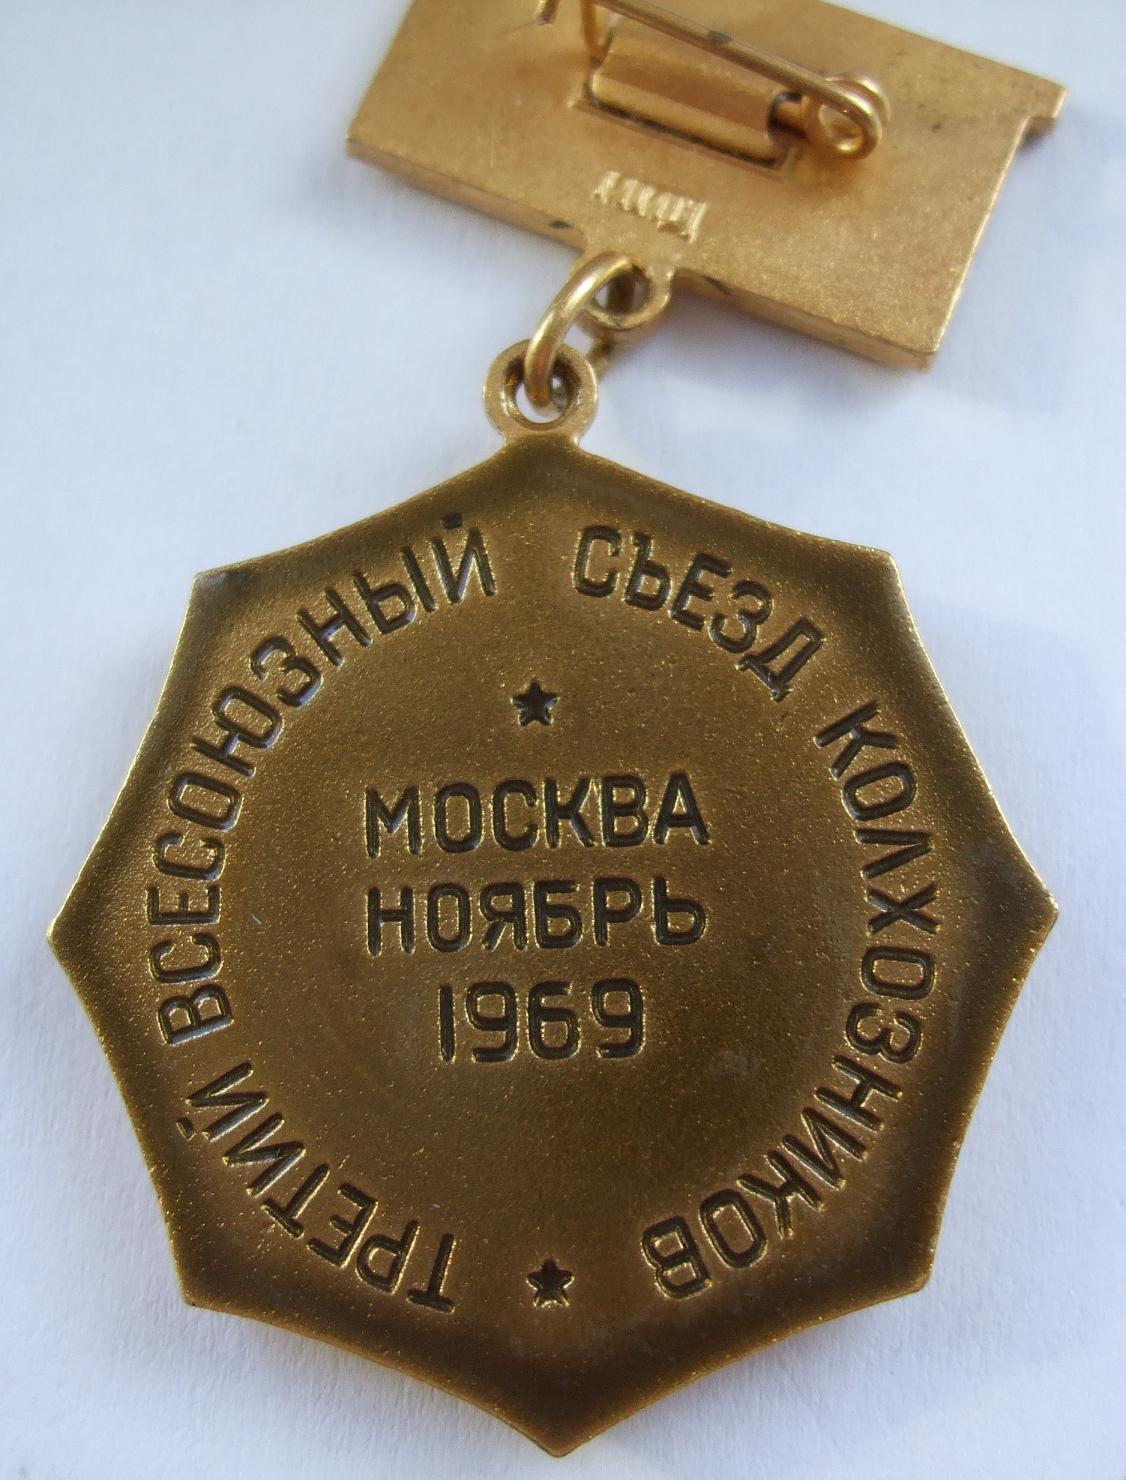 ТРЕТИЙ ВСЕСОЮЗНЫЙ СЪЕЗД КОЛХОЗНИКОВ
МОСКВА
НОЯБРЬ
1969